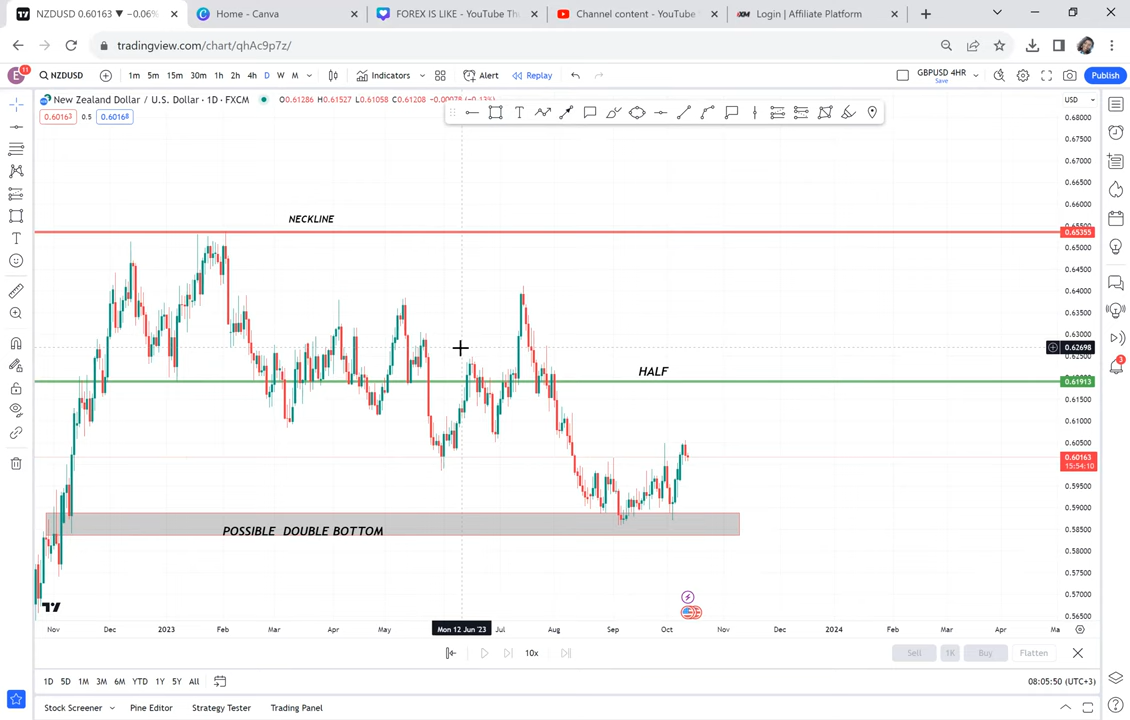 NZDUSD 0.60163 ▼ −0.06%
Home - Canva
FOREX IS LIKE - YouTube Th
Channel content - YouTube
Login | Affiliate Platform
tradingview.com/chart/qhAc9p7z/
E 11
NZDUSD
1m 5m 15m 30m 1h 2h 4h D W M
Indicators
Alert
Replay
GBPUSD 4HR
Save
Publish
New Zealand Dollar / U.S. Dollar · 1D · FXCM
O0.61286 H0.61527 L0.61058 C0.61208 −0.00078 (−0.13%)
0.60163 0.5 0.60168
USD
0.68000
0.67500
0.67000
0.66500
0.66000
NECKLINE
0.65355
0.65000
0.64500
0.64000
0.63500
0.63000
0.62698
0.62500
HALF
0.61913
0.61500
0.61000
0.60500
0.60163
15:54:10
0.59500
0.59000
POSSIBLE DOUBLE BOTTOM
0.58500
0.58000
0.57500
0.57000
0.56500
Nov Dec 2023 Feb Mar Apr May Mon 12 Jun '23 Jul Aug Sep Oct Nov Dec 2024 Feb Mar Apr Ma
10x
Sell 1K Buy Flatten
1D 5D 1M 3M 6M YTD 1Y 5Y All
08:05:50 (UTC+3)
Stock Screener Pine Editor Strategy Tester Trading Panel
3